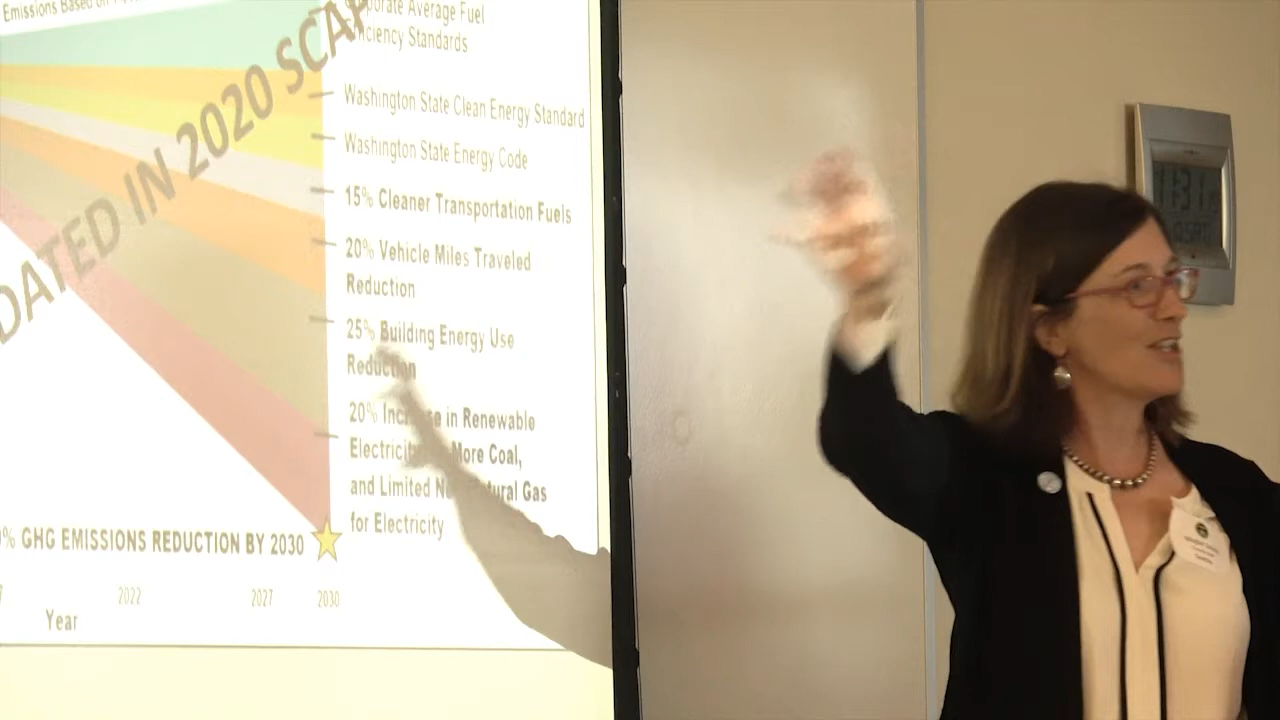 Emissions Based on
Average Fuel
Standards
DATED IN 2020 SCAP
Washington State Clean Energy Standard
Washington State Energy Code
15% Cleaner Transportation Fuels
20% Vehicle Miles Traveled
Reduction
25% Building Energy Use
Reduction
20% Increase in Renewable
Electricity, More Coal,
and Limited Natural Gas
for Electricity
% GHG EMISSIONS REDUCTION BY 2030
2022 2027 2030
Year
11:31